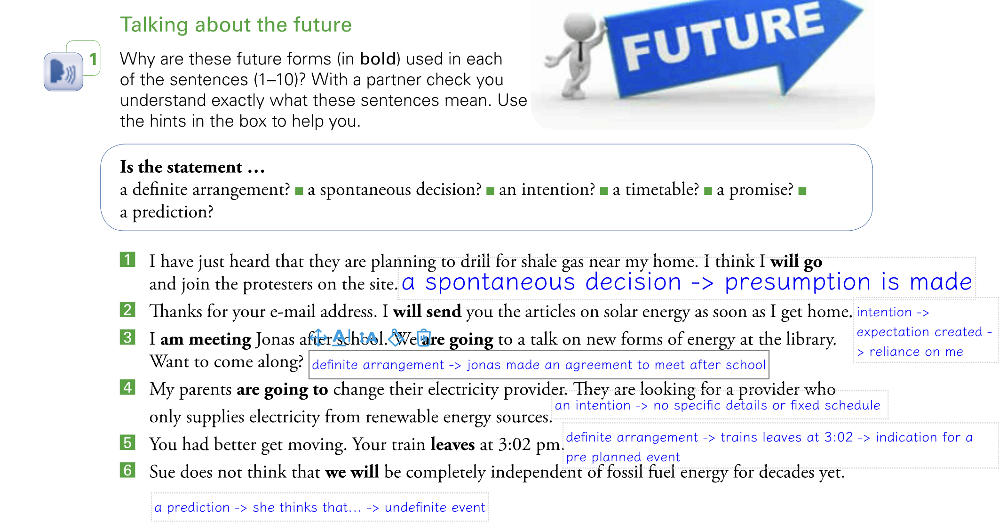 Talking about the future
FUTURE
1
Why are these future forms (in bold) used in each
of the sentences (1–10)? With a partner check you
understand exactly what these sentences mean. Use
the hints in the box to help you.
Is the statement …
a definite arrangement? ■ a spontaneous decision? ■ an intention? ■ a timetable? ■ a promise? ■
a prediction?
1 I have just heard that they are planning to drill for shale gas near my home. I think I will go
and join the protesters on the site. a spontaneous decision -> presumption is made
2 Thanks for your e-mail address. I will send you the articles on solar energy as soon as I get home.
intention ->
expectation created -
> reliance on me
3 I am meeting Jonas after school. We are going to a talk on new forms of energy at the library.
Want to come along? definite arrangement -> jonas made an agreement to meet after school
4 My parents are going to change their electricity provider. They are looking for a provider who
an intention -> no specific details or fixed schedule
only supplies electricity from renewable energy sources.
5 You had better get moving. Your train leaves at 3:02 pm.
definite arrangement -> trains leaves at 3:02 -> indication for a
pre planned event
6 Sue does not think that we will be completely independent of fossil fuel energy for decades yet.
a prediction -> she thinks that... -> undefinite event